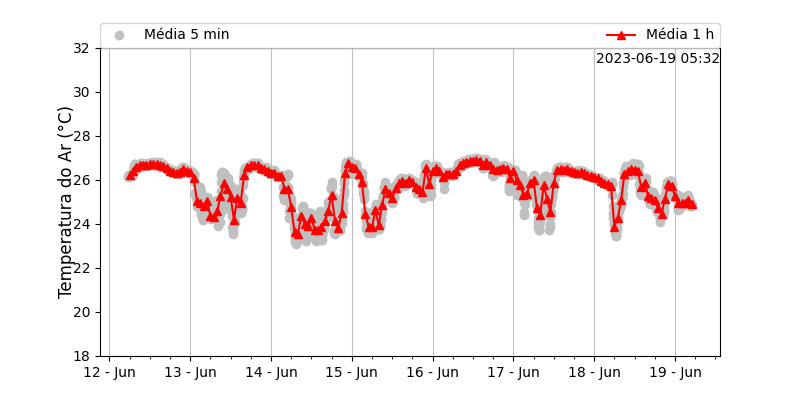 Média 5 min
Média 1 h
2023-06-19 05:32
Temperatura do Ar (°C)
32
30
28
26
24
22
20
18
12 - Jun
13 - Jun
14 - Jun
15 - Jun
16 - Jun
17 - Jun
18 - Jun
19 - Jun